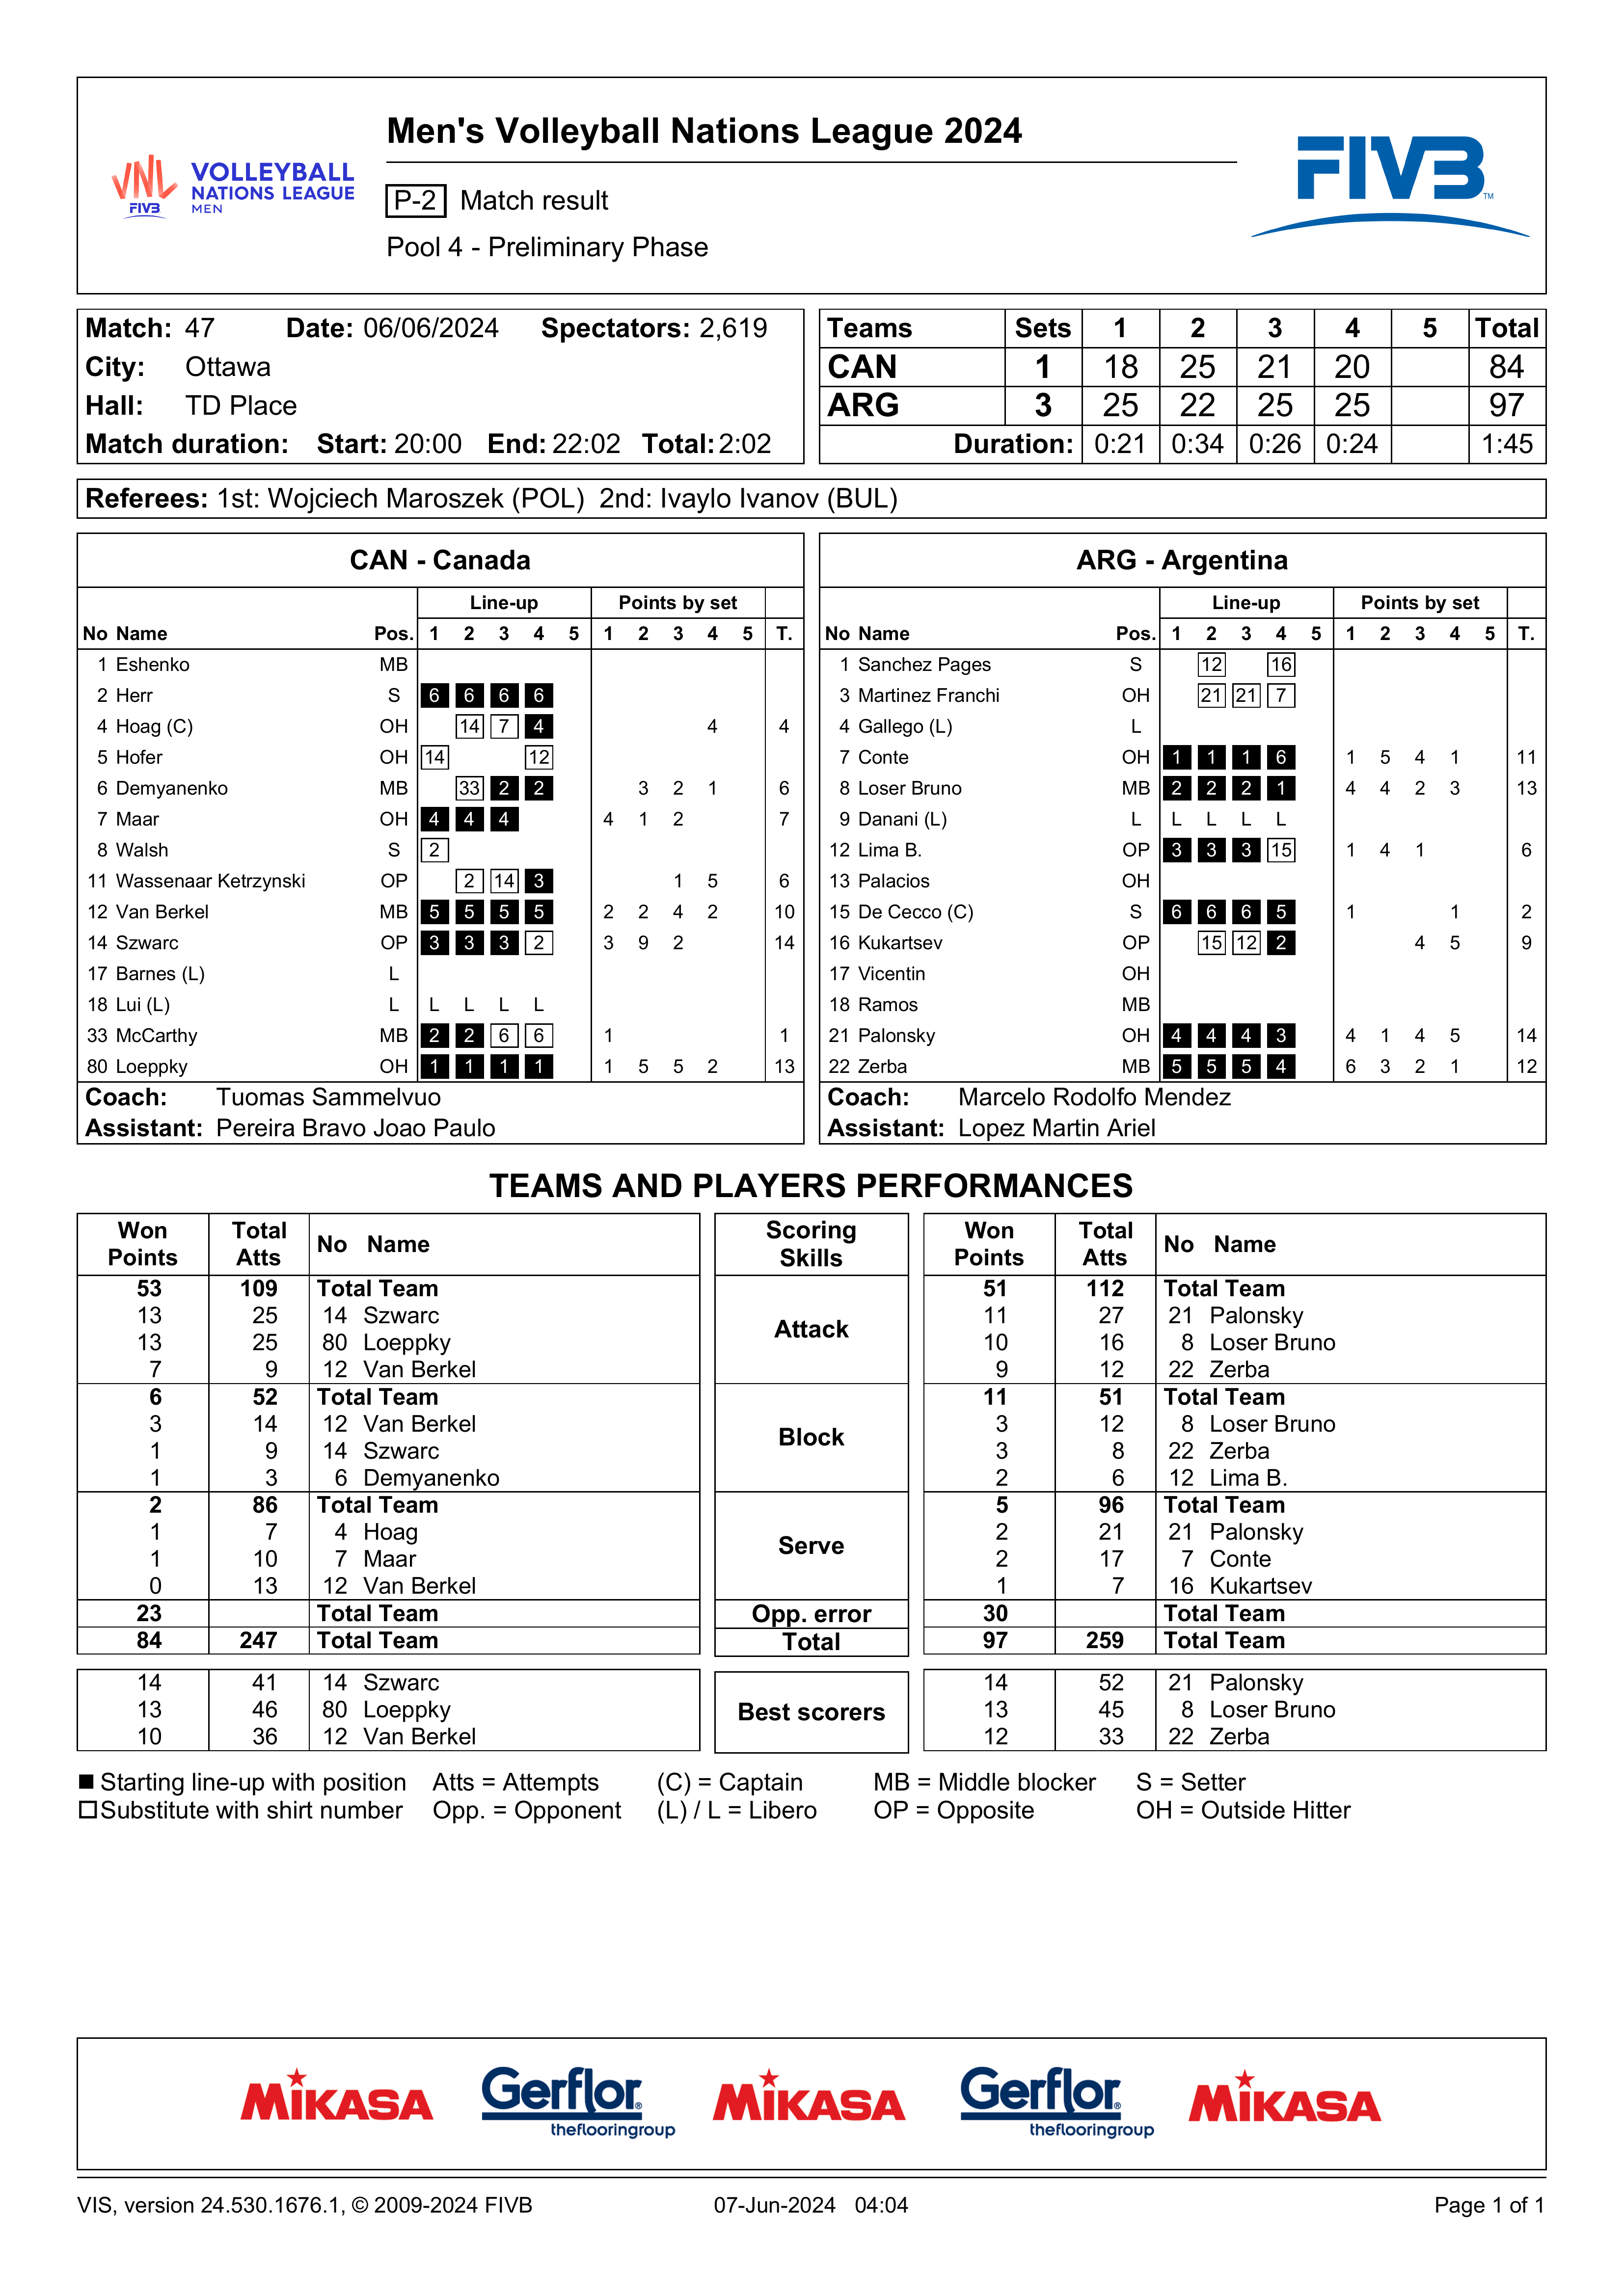 Men's Volleyball Nations League 2024
VNL FIVB VOLLEYBALL NATIONS LEAGUE MEN
P-2 Match result
Pool 4 - Preliminary Phase
FIVB TM
Match: 47 Date: 06/06/2024 Spectators: 2,619
City: Ottawa
Hall: TD Place
Match duration: Start: 20:00 End: 22:02 Total: 2:02
Teams Sets 1 2 3 4 5 Total
CAN 1 18 25 21 20 84
ARG 3 25 22 25 25 97
Duration: 0:21 0:34 0:26 0:24 1:45
Referees: 1st: Wojciech Maroszek (POL) 2nd: Ivaylo Ivanov (BUL)
CAN - Canada
Line-up Points by set
No Name Pos. 1 2 3 4 5 1 2 3 4 5 T.
1 Eshenko MB
2 Herr S 6 6 6 6
4 Hoag (C) OH 14 7 4 4 4
5 Hofer OH 14 12
6 Demyanenko MB 33 2 2 3 2 1 6
7 Maar OH 4 4 4 4 1 2 7
8 Walsh S 2
11 Wassenaar Ketrzynski OP 2 14 3 1 5 6
12 Van Berkel MB 5 5 5 5 2 2 4 2 10
14 Szwarc OP 3 3 3 2 3 9 2 14
17 Barnes (L) L
18 Lui (L) L L L L L
33 McCarthy MB 2 2 6 6 1 1
80 Loeppky OH 1 1 1 1 1 5 5 2 13
Coach: Tuomas Sammelvuo
Assistant: Pereira Bravo Joao Paulo
ARG - Argentina
Line-up Points by set
No Name Pos. 1 2 3 4 5 1 2 3 4 5 T.
1 Sanchez Pages S 12 16
3 Martinez Franchi OH 21 21 7
4 Gallego (L) L
7 Conte OH 1 1 1 6 1 5 4 1 11
8 Loser Bruno MB 2 2 2 1 4 4 2 3 13
9 Danani (L) L L L L L
12 Lima B. OP 3 3 3 15 1 4 1 6
13 Palacios OH
15 De Cecco (C) S 6 6 6 5 1 1 2
16 Kukartsev OP 15 12 2 4 5 9
17 Vicentin OH
18 Ramos MB
21 Palonsky OH 4 4 4 3 4 1 4 5 14
22 Zerba MB 5 5 5 4 6 3 2 1 12
Coach: Marcelo Rodolfo Mendez
Assistant: Lopez Martin Ariel
TEAMS AND PLAYERS PERFORMANCES
Won Points Total Atts No Name Scoring Skills Won Points Total Atts No Name
53 109 Total Team Attack 51 112 Total Team
13 25 14 Szwarc 11 27 21 Palonsky
13 25 80 Loeppky 10 16 8 Loser Bruno
7 9 12 Van Berkel 9 12 22 Zerba
6 52 Total Team Block 11 51 Total Team
3 14 12 Van Berkel 3 12 8 Loser Bruno
1 9 14 Szwarc 3 8 22 Zerba
1 3 6 Demyanenko 2 6 12 Lima B.
2 86 Total Team Serve 5 96 Total Team
1 7 4 Hoag 2 21 21 Palonsky
1 10 7 Maar 2 17 7 Conte
0 13 12 Van Berkel 1 7 16 Kukartsev
23 Total Team Opp. error 30 Total Team
84 247 Total Team Total 97 259 Total Team
14 41 14 Szwarc Best scorers 14 52 21 Palonsky
13 46 80 Loeppky 13 45 8 Loser Bruno
10 36 12 Van Berkel 12 33 22 Zerba
Starting line-up with position Atts = Attempts (C) = Captain MB = Middle blocker S = Setter
Substitute with shirt number Opp. = Opponent (L) / L = Libero OP = Opposite OH = Outside Hitter
MIKASA Gerflor® theflooringgroup MIKASA Gerflor® theflooringgroup MIKASA
VIS, version 24.530.1676.1, © 2009-2024 FIVB 07-Jun-2024 04:04 Page 1 of 1